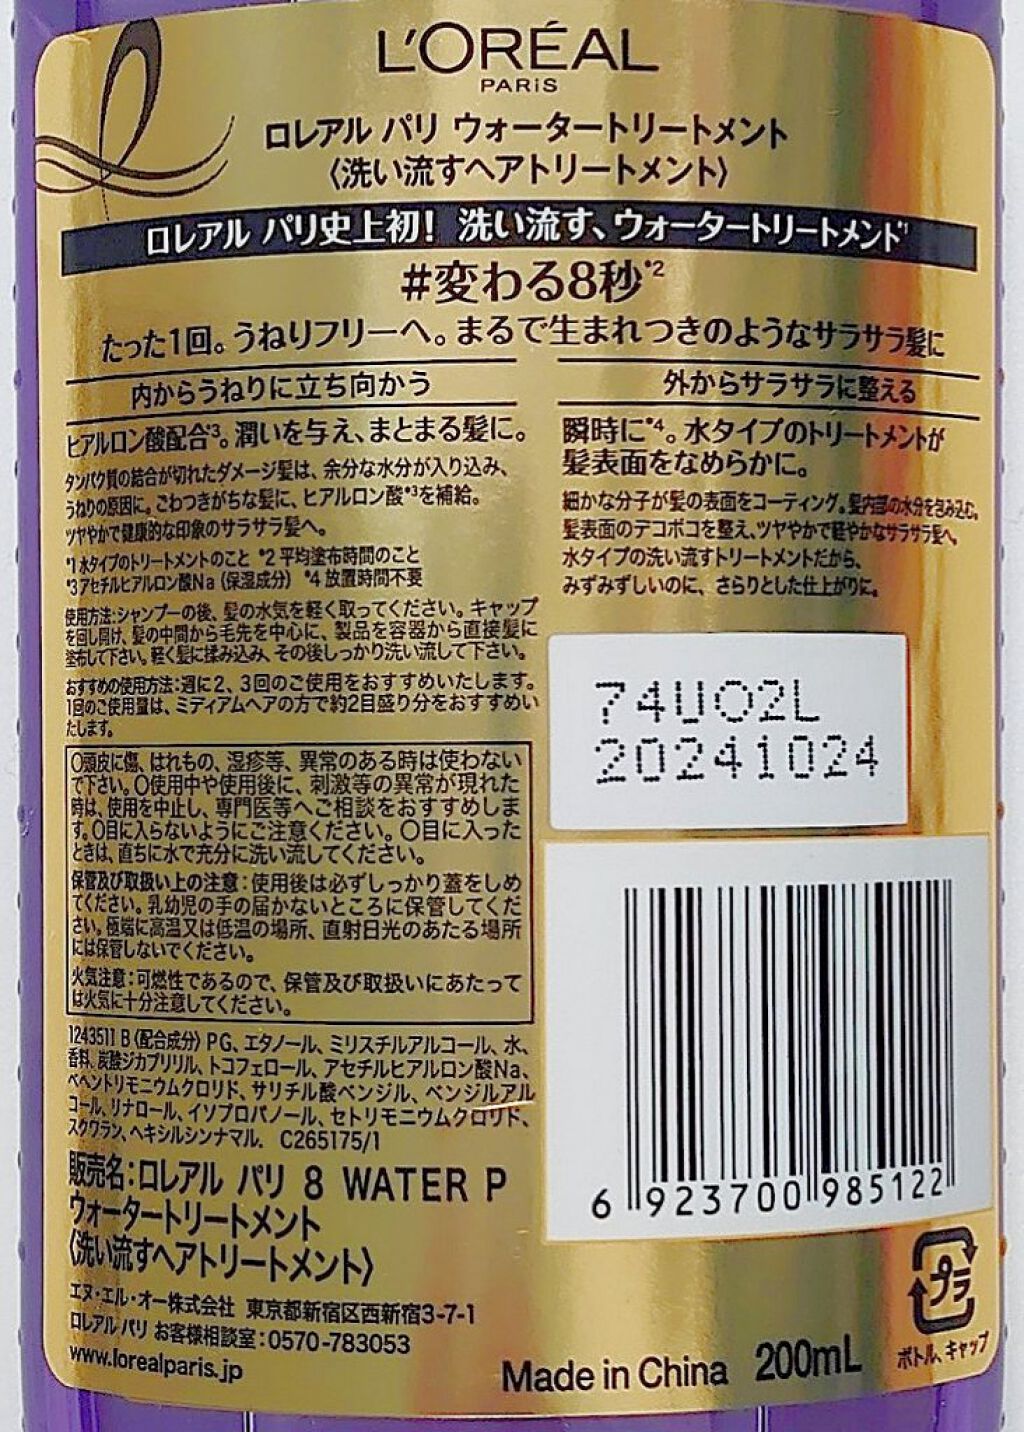 L'ORÉAL
PARiS
ロレアル パリ ウォータートリートメント
〈洗い流すヘアトリートメント〉
ロレアル パリ史上初! 洗い流す、ウォータートリートメント*1
#変わる8秒*2
たった1回。うねりフリーへ。まるで生まれつきのようなサラサラ髪に
内からうねりに立ち向かう
ヒアルロン酸配合*3。潤いを与え、まとまる髪に。
タンパク質の結合が切れたダメージ髪は、余分な水分が入り込み、
うねりの原因に。ごわつきがちな髪に、ヒアルロン酸*3を補給。
ツヤやかで健康的な印象のサラサラ髪へ。
*1 水タイプのトリートメントのこと *2 平均塗布時間のこと
*3 アセチルヒアルロン酸Na（保湿成分） *4 放置時間不要
外からサラサラに整える
瞬時に*4。水タイプのトリートメントが
髪表面をなめらかに。
細かな分子が髪の表面をコーティング。髪内部の水分を包み込む。
髪表面のデコボコを整え、ツヤやかで軽やかなサラサラ髪へ。
水タイプの洗い流すトリートメントだから、
みずみずしいのに、さらりとした仕上がりに。
使用方法:シャンプーの後、髪の水気を軽く取ってください。キャップ
を回し開け、髪の中間から毛先を中心に、製品を容器から直接髪に
塗布して下さい。軽く髪に揉み込み、その後しっかり洗い流して下さい。
おすすめの使用方法:週に2、3回のご使用をおすすめいたします。
1回のご使用量は、ミディアムヘアの方で約2目盛り分をおすすめい
たします。
○頭皮に傷、はれもの、湿疹等、異常のある時は使わない
で下さい。○使用中や使用後に、刺激等の異常が現れた
時は、使用を中止し、専門医等へご相談をおすすめしま
す。○目に入らないようにご注意ください。○目に入った
ときは、直ちに水で充分に洗い流してください。
保管及び取扱い上の注意:使用後は必ずしっかり蓋をしめ
てください。乳幼児の手の届かないところに保管してくだ
さい。極端に高温又は低温の場所、直射日光のあたる場所
には保管しないでください。
火気注意:可燃性であるので、保管及び取扱いにあたって
は火気に十分注意してください。
1243511 B〈配合成分〉PG、エタノール、ミリスチルアルコール、水、
香料、炭酸ジカプリリル、トコフェロール、アセチルヒアルロン酸Na、
ベヘントリモニウムクロリド、サリチル酸ベンジル、ベンジルアル
コール、リナロール、イソプロパノール、セトリモニウムクロリド、
スクワラン、ヘキシルシンナマル. C265175/1
販売名:ロレアル パリ 8 WATER P
ウォータートリートメント
〈洗い流すヘアトリートメント〉
エヌ・エル・オー株式会社 東京都新宿区西新宿3-7-1
ロレアル パリ お客様相談室:0570-783053
www.lorealparis.jp
74U02L
20241024
6 923700 985122
プラ
ボトル、キャップ
Made in China 200mL